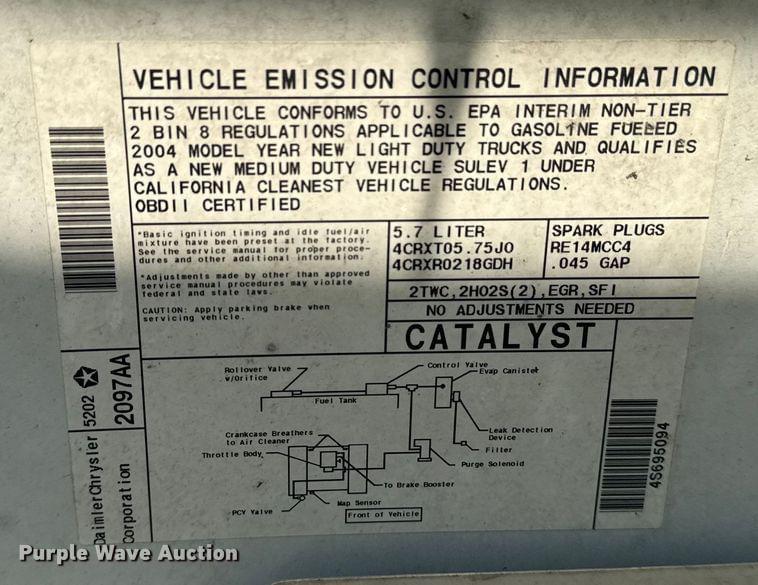 VEHICLE EMISSION CONTROL INFORMATION
THIS VEHICLE CONFORMS TO U.S. EPA INTERIM NON-TIER
2 BIN 8 REGULATIONS APPLICABLE TO GASOLINE FUELED
2004 MODEL YEAR NEW LIGHT DUTY TRUCKS AND QUALIFIES
AS A NEW MEDIUM DUTY VEHICLE SULEV 1 UNDER
CALIFORNIA CLEANEST VEHICLE REGULATIONS.
OBDII CERTIFIED
*Basic ignition timing and idle fuel/air
mixture have been preset at the factory.
See the service manual for proper proce-
dures and other additional information.
*Adjustments made by other than approved
service manual procedures may violate
federal and state laws.
CAUTION: Apply parking brake when
servicing vehicle.
5.7 LITER
4CRXT05.75J0
4CRXR0218GDH
SPARK PLUGS
RE14MCC4
.045 GAP
2TWC,2HO2S(2),EGR,SFI
NO ADJUSTMENTS NEEDED
CATALYST
Rollover Valve
w/Orifice
Fuel Tank
Control Valve
Evap Canister
Leak Detection
Device
Filter
Purge Solenoid
Crankcase Breathers
to Air Cleaner
Throttle Body
To Brake Booster
Map Sensor
PCV Valve
Front of Vehicle
DaimlerChrysler
Corporation
5202
2097AA
4S695094
Purple Wave Auction